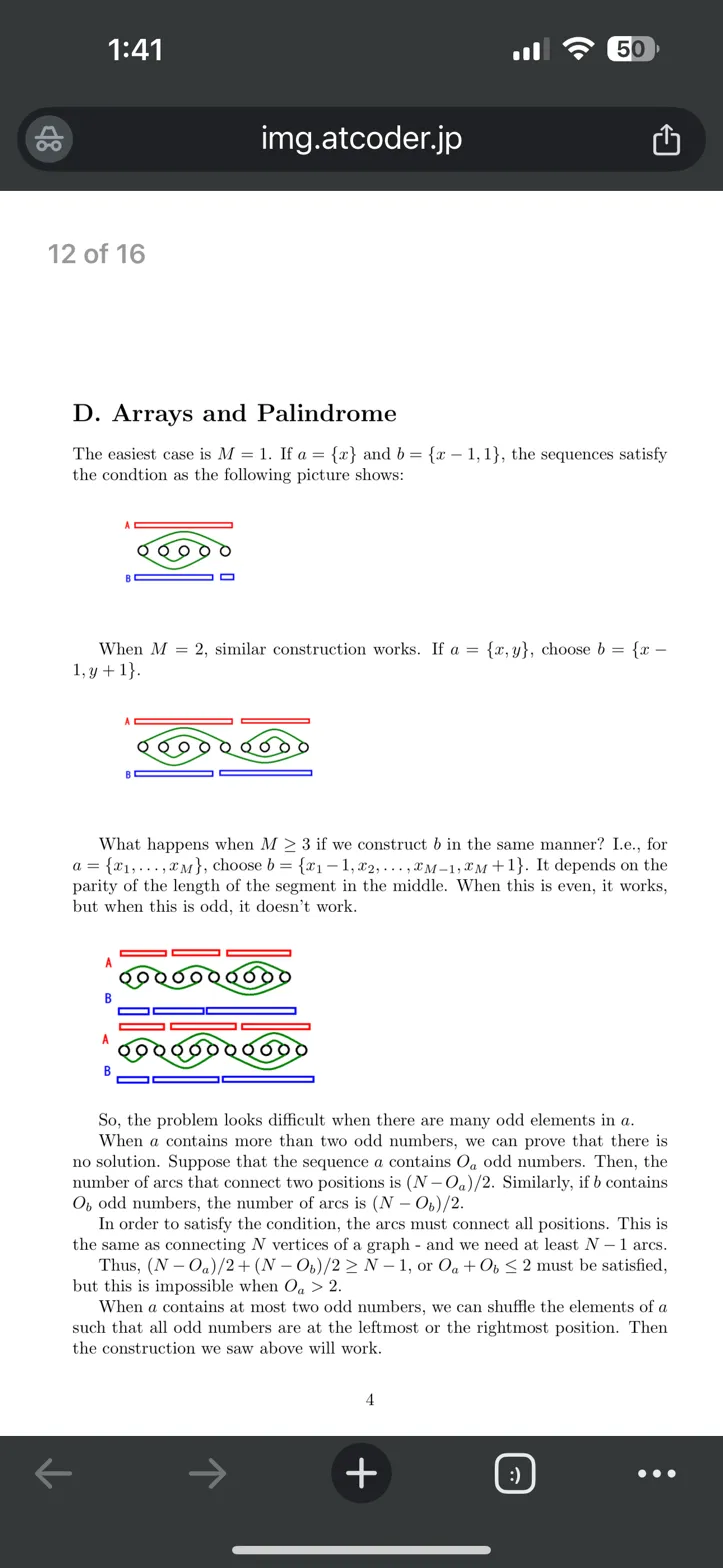 1:41
50
img.atcoder.jp
12 of 16
D. Arrays and Palindrome
The easiest case is M = 1. If a = {x} and b = {x − 1, 1}, the sequences satisfy
the condtion as the following picture shows:
A
B
When M = 2, similar construction works. If a = {x, y}, choose b = {x −
1, y + 1}.
A
B
What happens when M ≥ 3 if we construct b in the same manner? I.e., for
a = {x₁, . . . , x_M}, choose b = {x₁ − 1, x₂, . . . , x_{M−1}, x_M + 1}. It depends on the
parity of the length of the segment in the middle. When this is even, it works,
but when this is odd, it doesn't work.
A
B
A
B
So, the problem looks difficult when there are many odd elements in a.
When a contains more than two odd numbers, we can prove that there is
no solution. Suppose that the sequence a contains O_a odd numbers. Then, the
number of arcs that connect two positions is (N − O_a)/2. Similarly, if b contains
O_b odd numbers, the number of arcs is (N − O_b)/2.
In order to satisfy the condition, the arcs must connect all positions. This is
the same as connecting N vertices of a graph - and we need at least N − 1 arcs.
Thus, (N − O_a)/2 + (N − O_b)/2 ≥ N − 1, or O_a + O_b ≤ 2 must be satisfied,
but this is impossible when O_a > 2.
When a contains at most two odd numbers, we can shuffle the elements of a
such that all odd numbers are at the leftmost or the rightmost position. Then
the construction we saw above will work.
4
:)